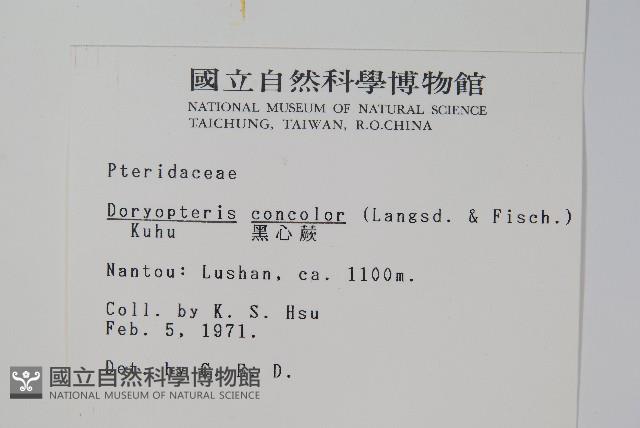 國立自然科學博物館
NATIONAL MUSEUM OF NATURAL SCIENCE
TAICHUNG, TAIWAN, R.O.CHINA
Pteridaceae
Doryopteris concolor (Langsd. & Fisch.)
Kuhu 黑心蕨
Nantou: Lushan, ca. 1100m.
Coll. by K. S. Hsu
Feb. 5, 1971.
Det. by D.
國立自然科學博物館
NATIONAL MUSEUM OF NATURAL SCIENCE